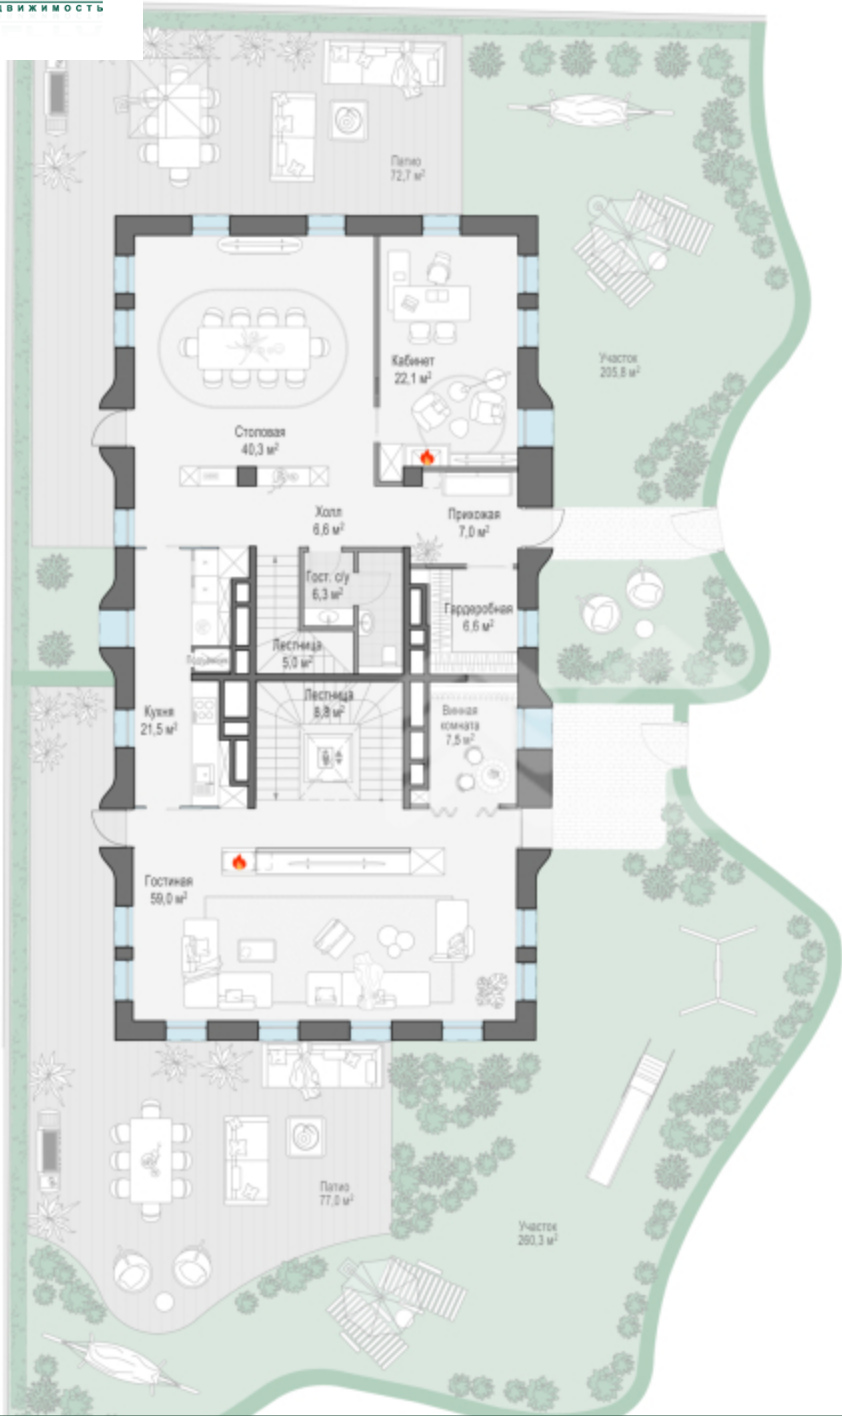 движимость
Патио
72,7 м²
Кабинет
22,1 м²
Участок
205,8 м²
Столовая
40,3 м²
Холл
6,6 м²
Прихожая
7,0 м²
Гост. с/у
6,3 м²
Гардеробная
6,6 м²
Лестница
5,0 м²
Лестница
8,8 м²
Кухня
21,5 м²
Винная
комната
7,5 м²
Гостиная
59,0 м²
Патио
77,0 м²
Участок
260,3 м²